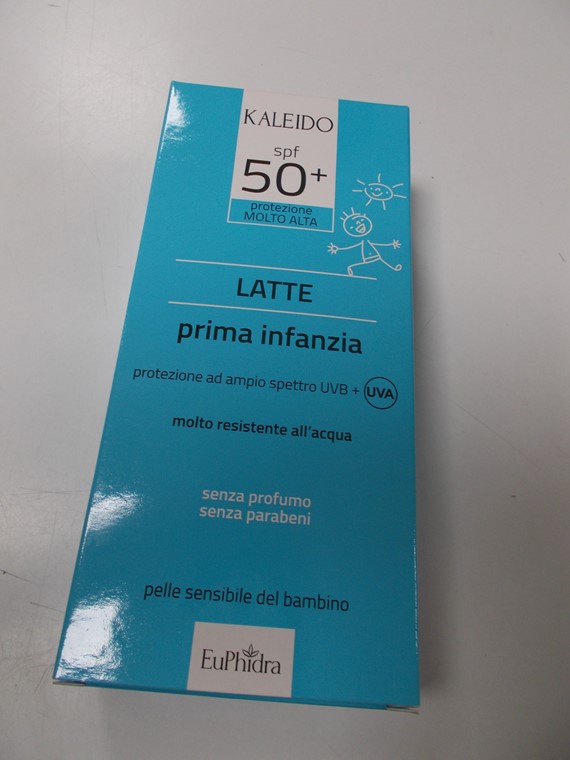 KALEIDO
spf
50+
protezione
MOLTO ALTA
LATTE
prima infanzia
protezione ad ampio spettro UVB + UVA
molto resistente all'acqua
senza profumo
senza parabeni
pelle sensibile del bambino
EuPhidra